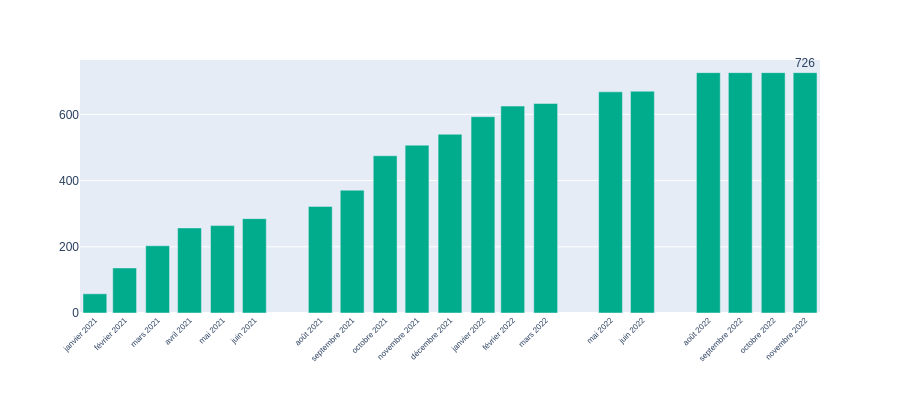 726
600
400
200
0
janvier 2021
février 2021
mars 2021
avril 2021
mai 2021
juin 2021
août 2021
septembre 2021
octobre 2021
novembre 2021
décembre 2021
janvier 2022
février 2022
mars 2022
mai 2022
juin 2022
août 2022
septembre 2022
octobre 2022
novembre 2022